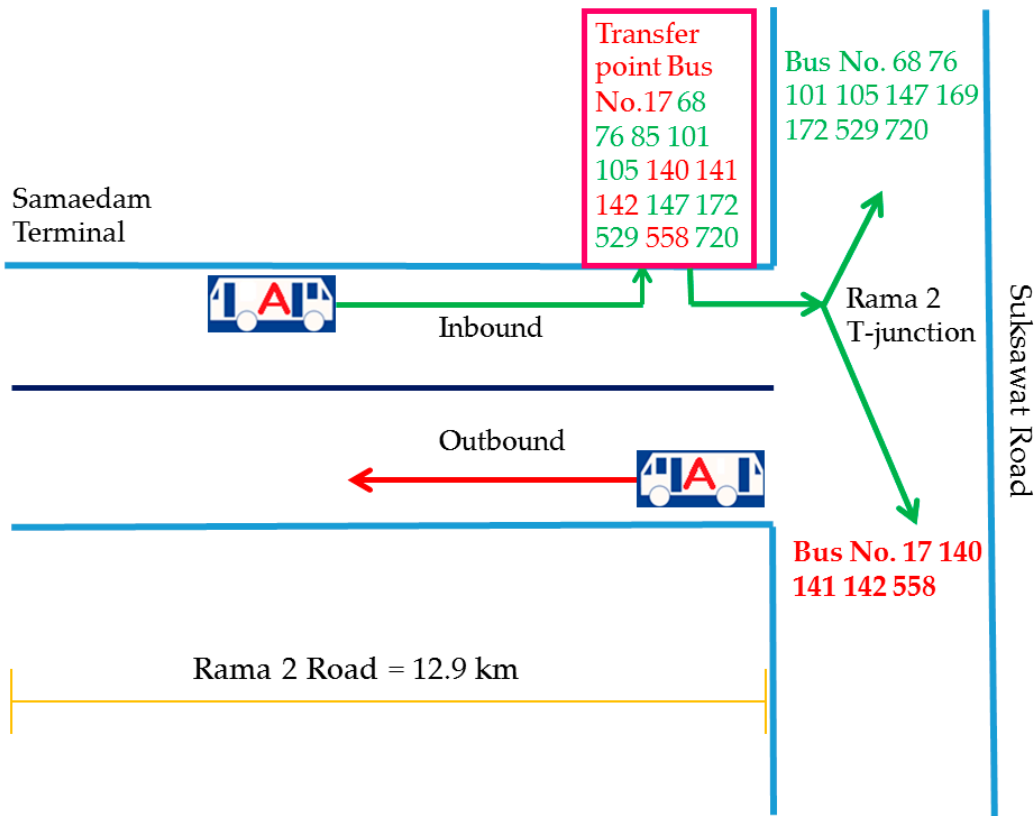 Transfer
point Bus
No.17 68
76 85 101
105 140 141
142 147 172
529 558 720
Bus No. 68 76
101 105 147 169
172 529 720
Samaedam
Terminal
A
Inbound
Rama 2
T-junction
Suksawat Road
Outbound
A
Bus No. 17 140
141 142 558
Rama 2 Road = 12.9 km